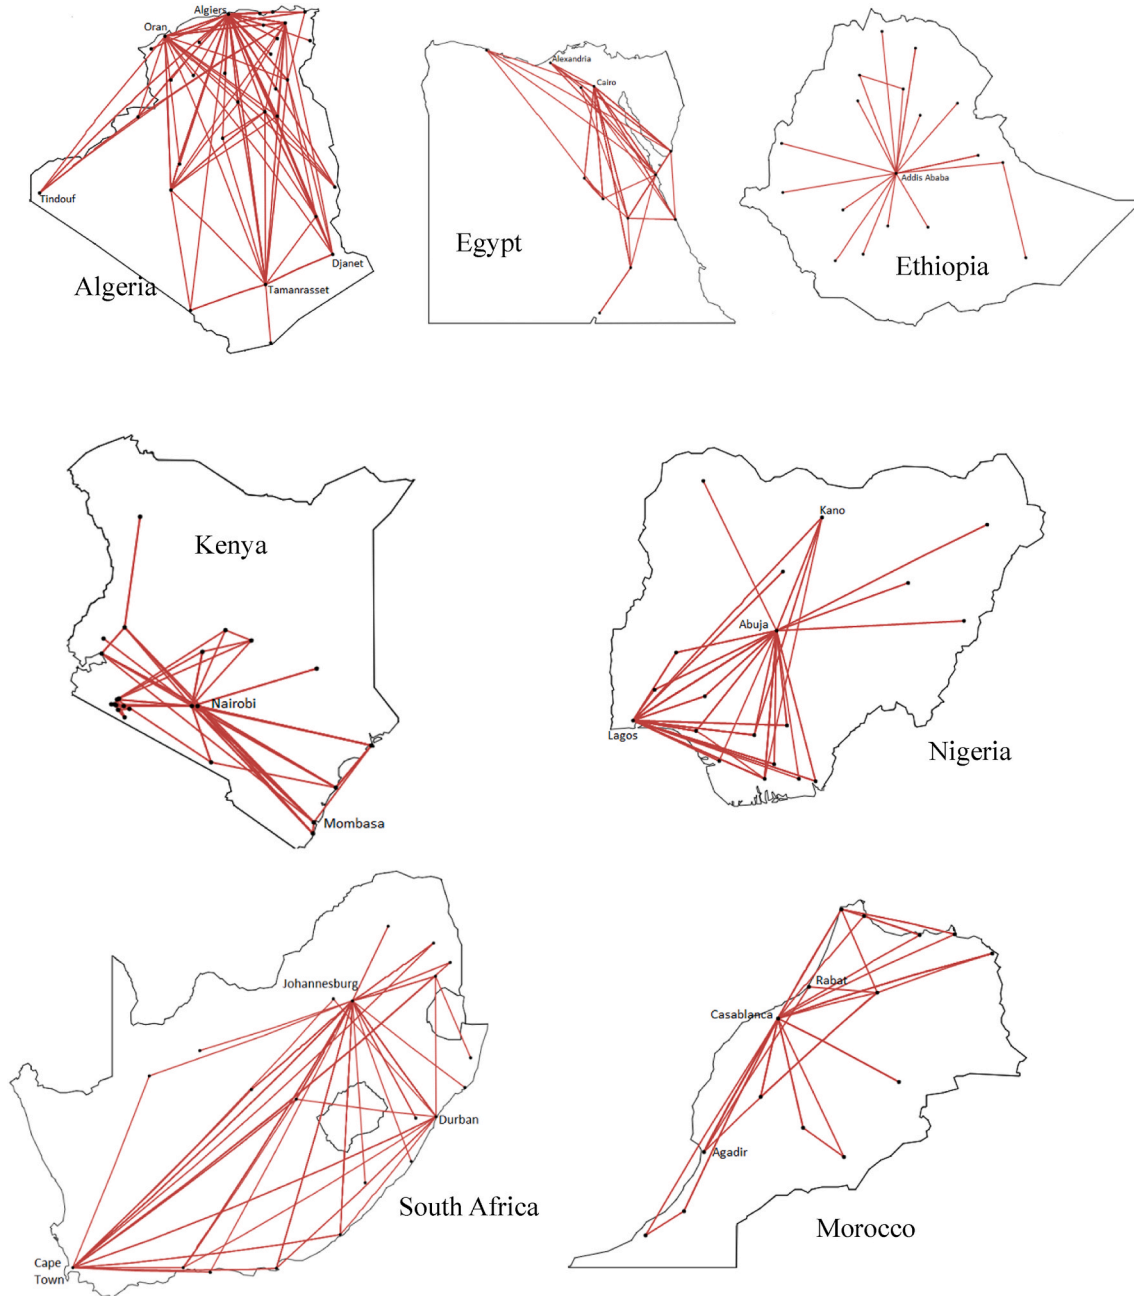 Algiers
Oran
Tindouf
Djanet
Tamanrasset
Algeria
Alexandria
Cairo
Egypt
Addis Ababa
Ethiopia
Kenya
Nairobi
Mombasa
Kano
Abuja
Lagos
Nigeria
Johannesburg
Durban
Cape
Town
South Africa
Rabat
Casablanca
Agadir
Morocco